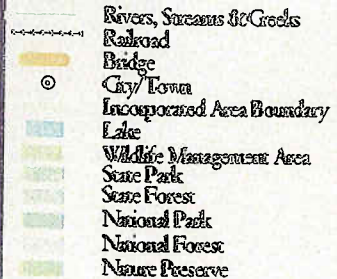 Rivers, Streams & Creeks
Railroad
Bridge
City/Town
Incorporated Area Boundary
Lake
Wildlife Management Area
State Park
State Forest
National Park
National Forest
Nature Preserve